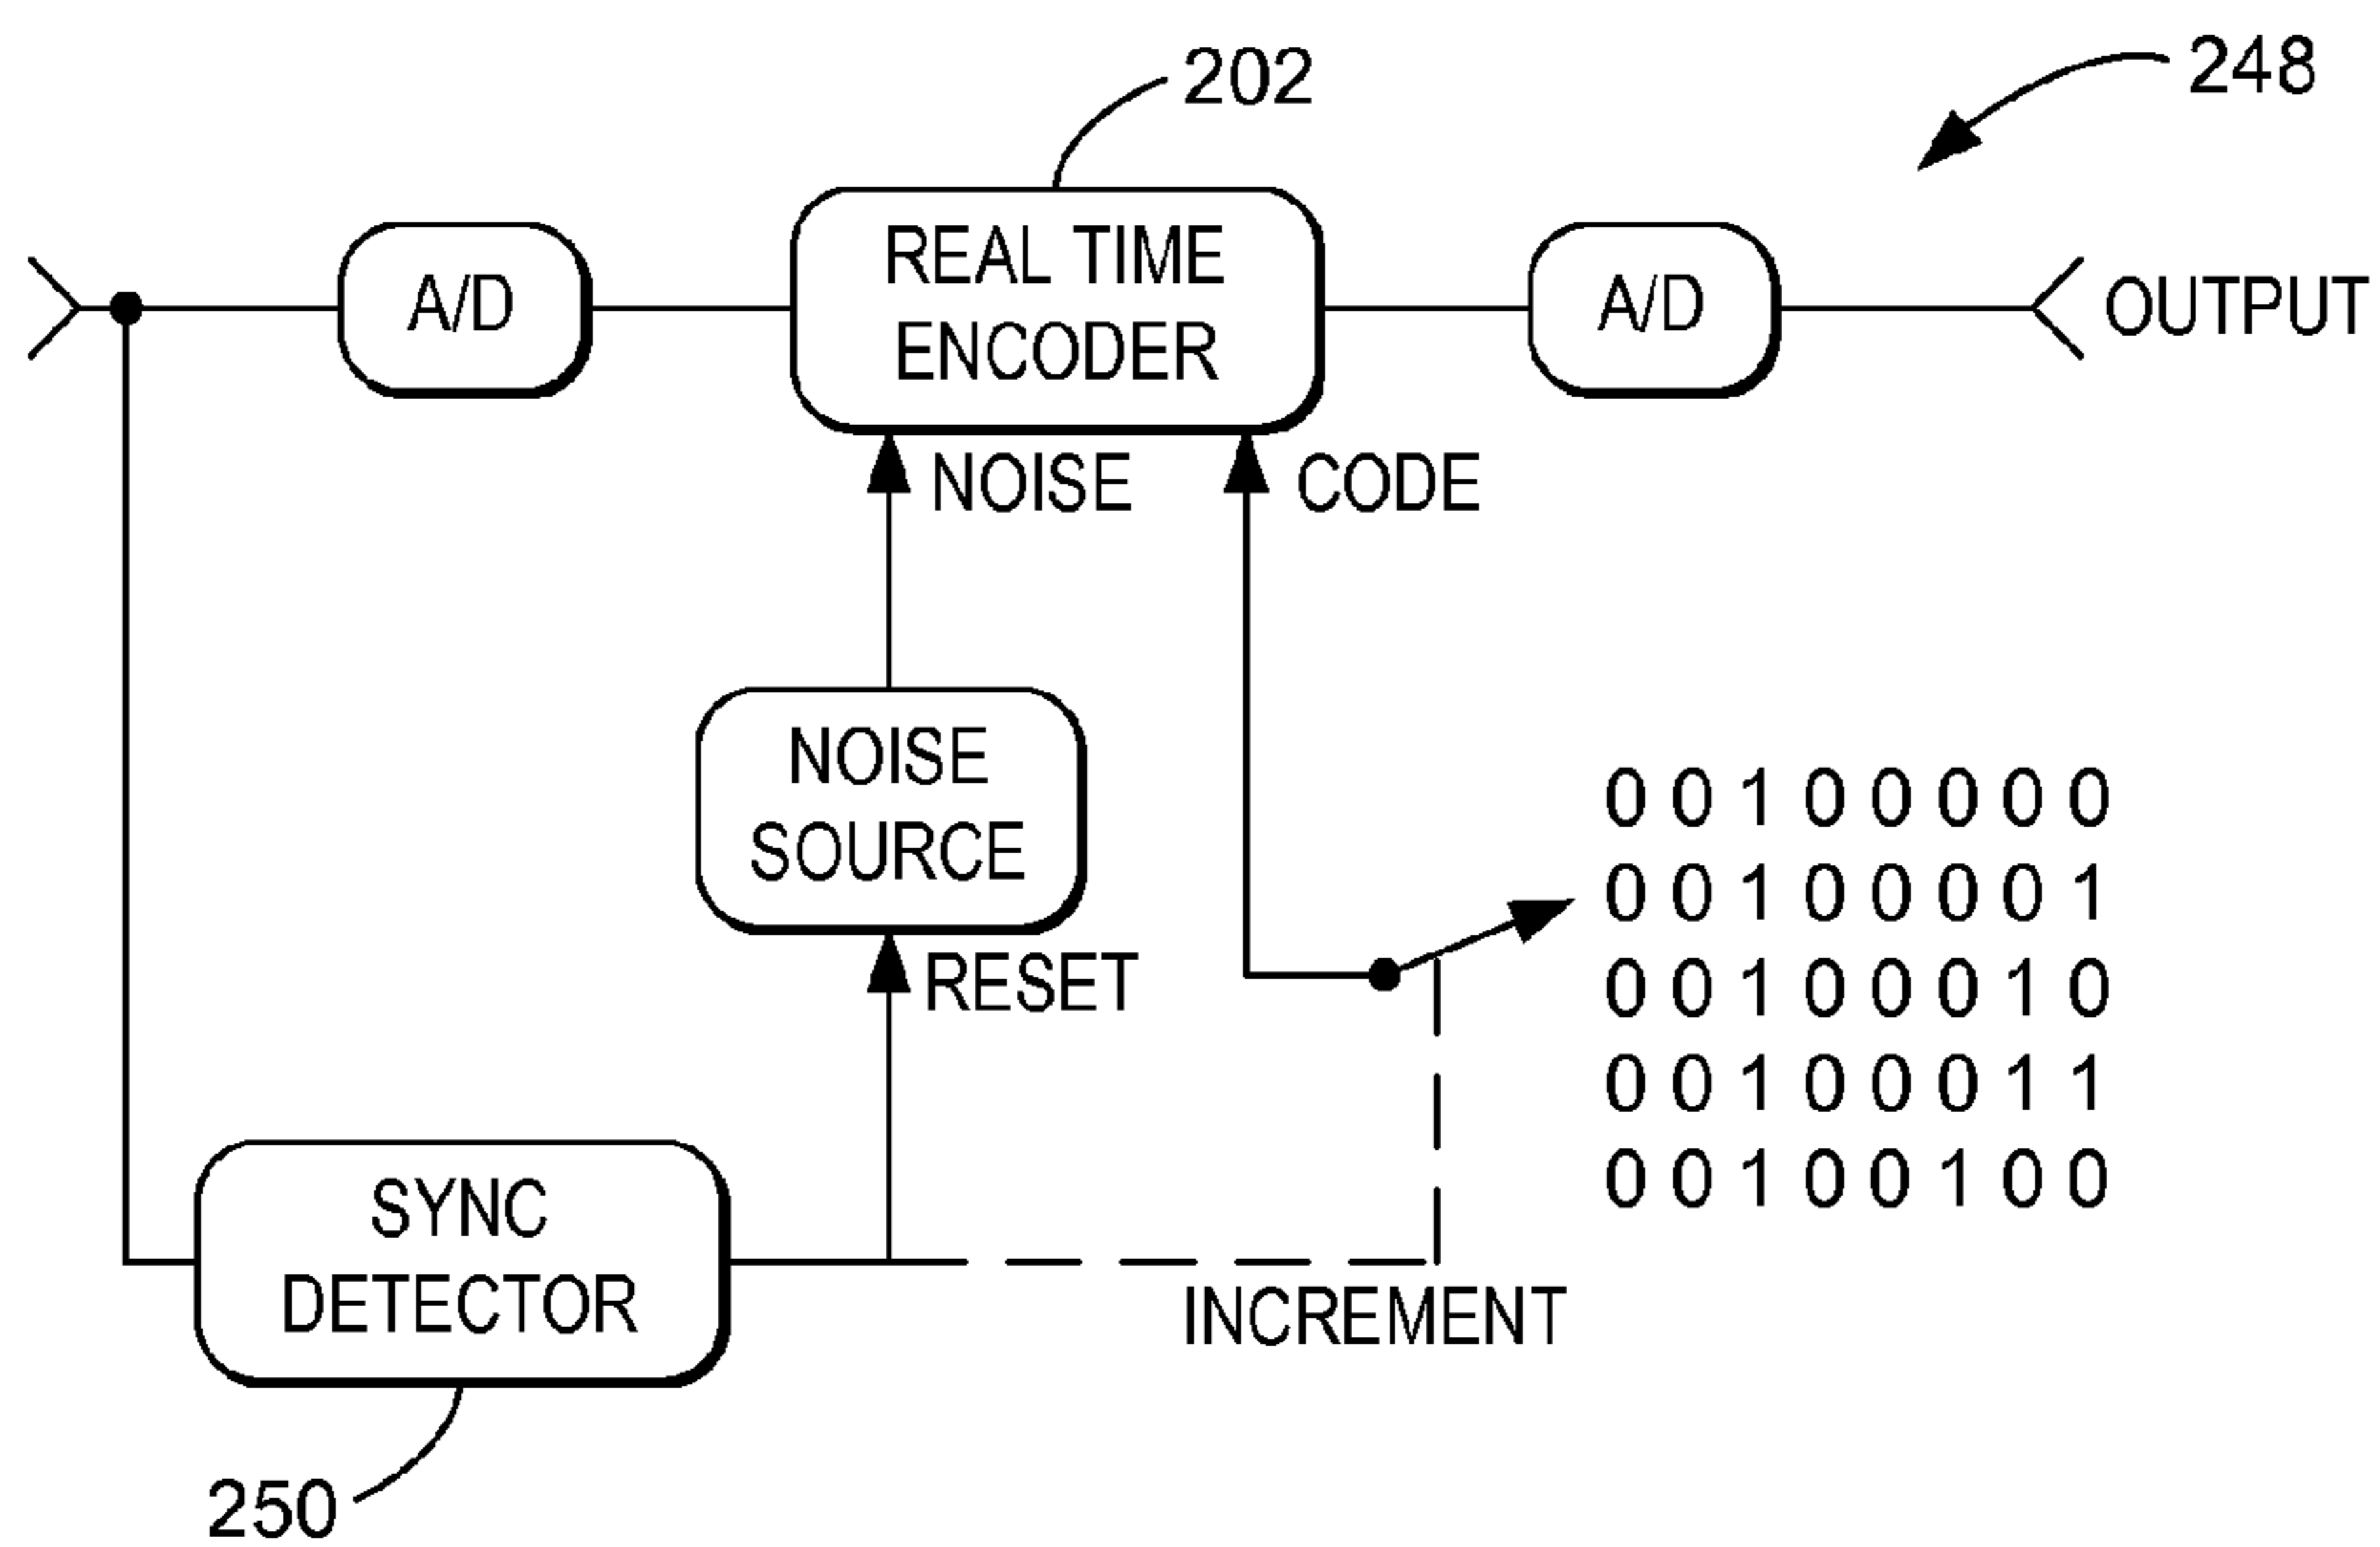 202
248
A/D
REAL TIME
ENCODER
A/D
OUTPUT
NOISE
CODE
NOISE
SOURCE
RESET
0 0 1 0 0 0 0 0
0 0 1 0 0 0 0 1
0 0 1 0 0 0 1 0
0 0 1 0 0 0 1 1
0 0 1 0 0 1 0 0
SYNC
DETECTOR
INCREMENT
250